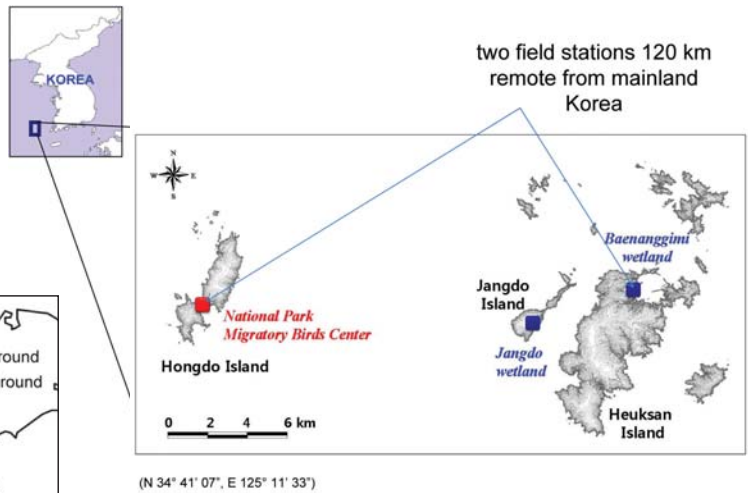 KOREA
two field stations 120 km
remote from mainland
Korea
N
W E
S
Baenanggimi
wetland
Jangdo
Island
National Park
Migratory Birds Center
Jangdo
wetland
Hongdo Island
Heuksan
Island
0 2 4 6 km
(N 34° 41' 07", E 125° 11' 33")
round
round